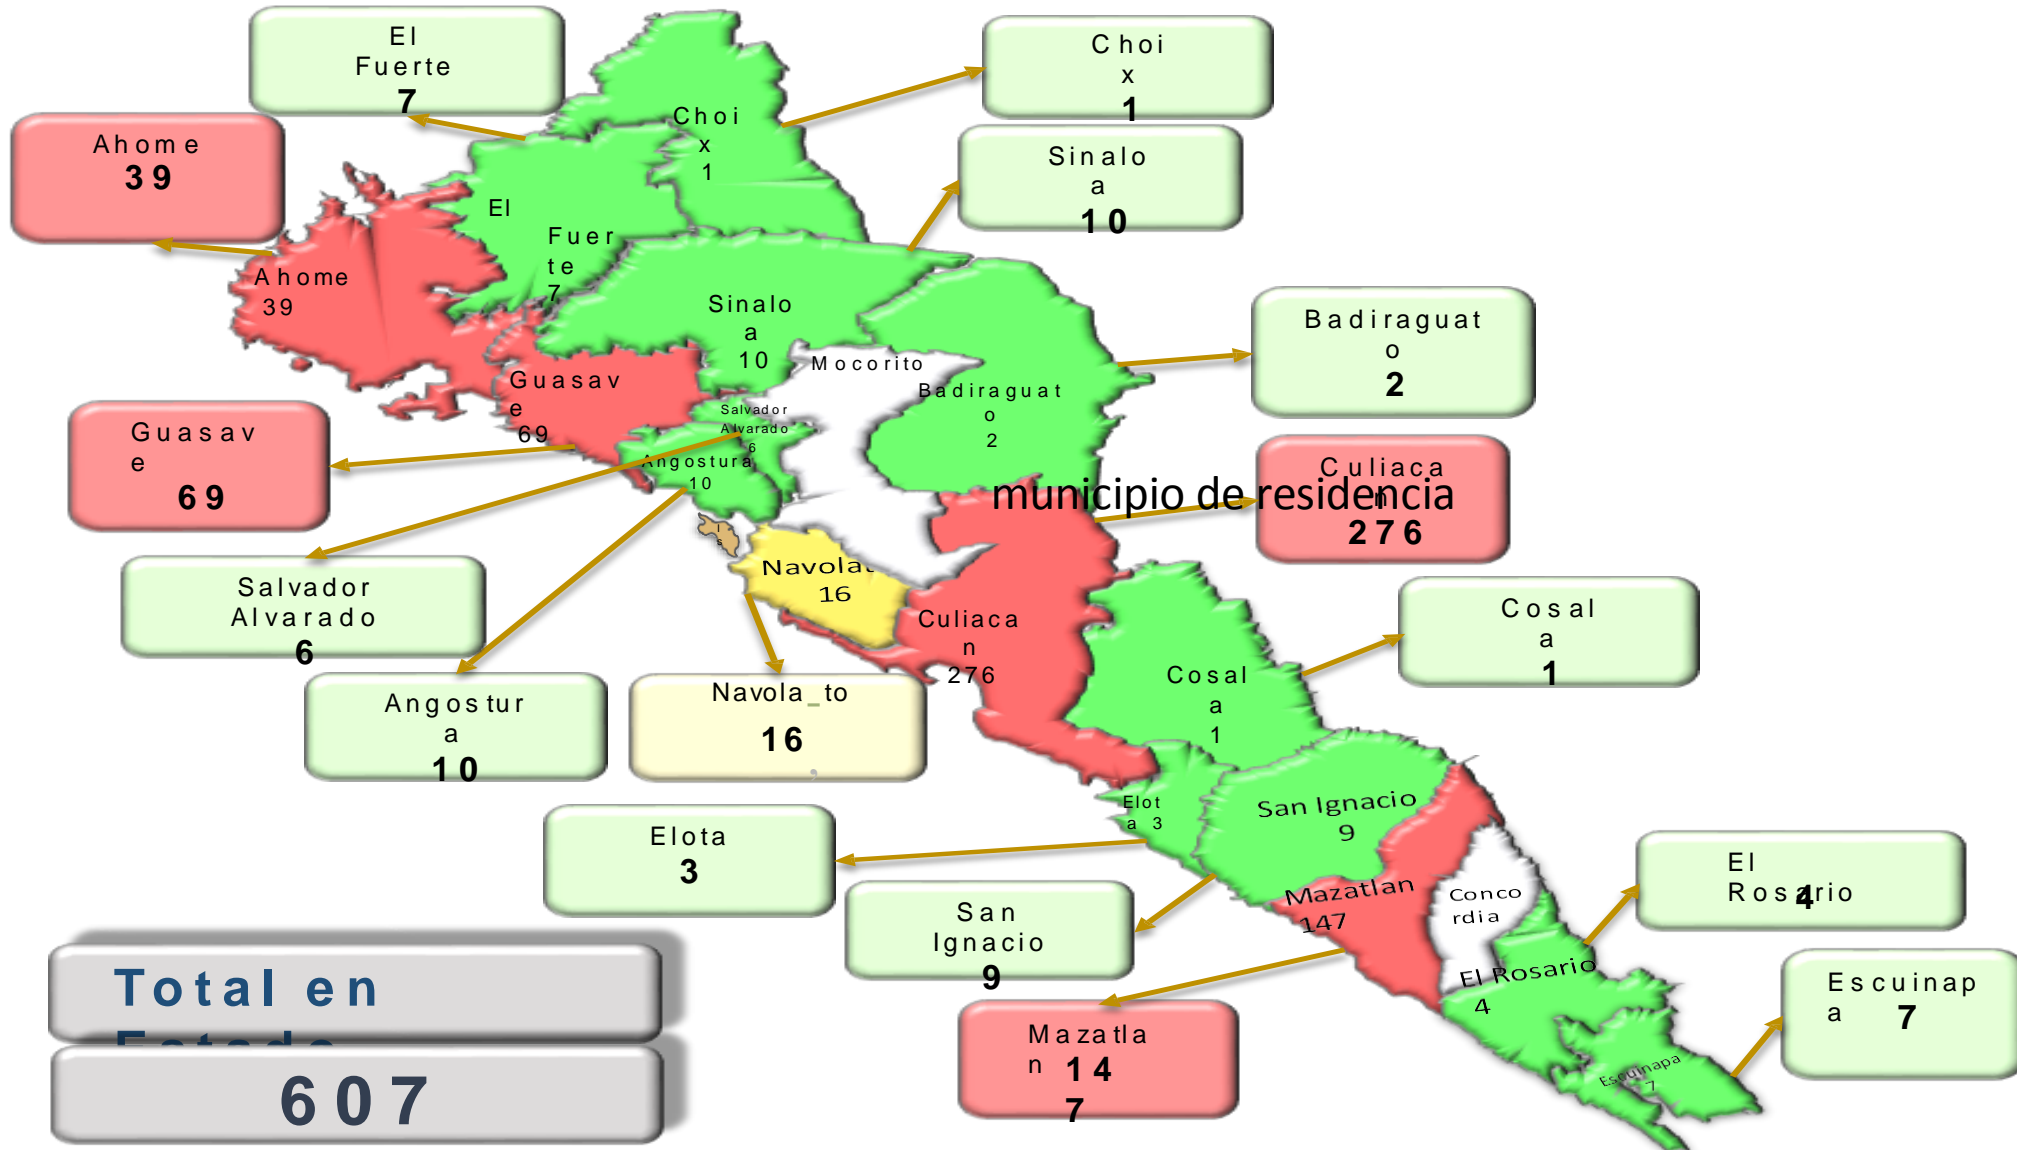 El
Fuerte
7
Choi
x
1
Ahome
39
Sinalo
a
10
Choi
x
1
El
Fuer
te
7
Ahome
39
Sinalo
a
10
Mocorito
Badiraguat
o
2
Badiraguat
o
2
Guasav
e
69
Salvador
Alvarado
6
Angostura
10
Guasav
e
69
municipio de residencia
Culiaca
n
276
Is
Navolat
16
Culiaca
n
276
Salvador
Alvarado
6
Cosal
a
1
Cosal
a
1
Angostur
a
10
Navola_to
16
,
Elot
a 3
San Ignacio
9
Elota
3
Mazatlan
147
Conco
rdia
El
Rosario
4
San
Ignacio
9
El Rosario
4
Escuinap
a 7
Mazatla
n 14
7
Escuinapa
7
Total en
Estado
607